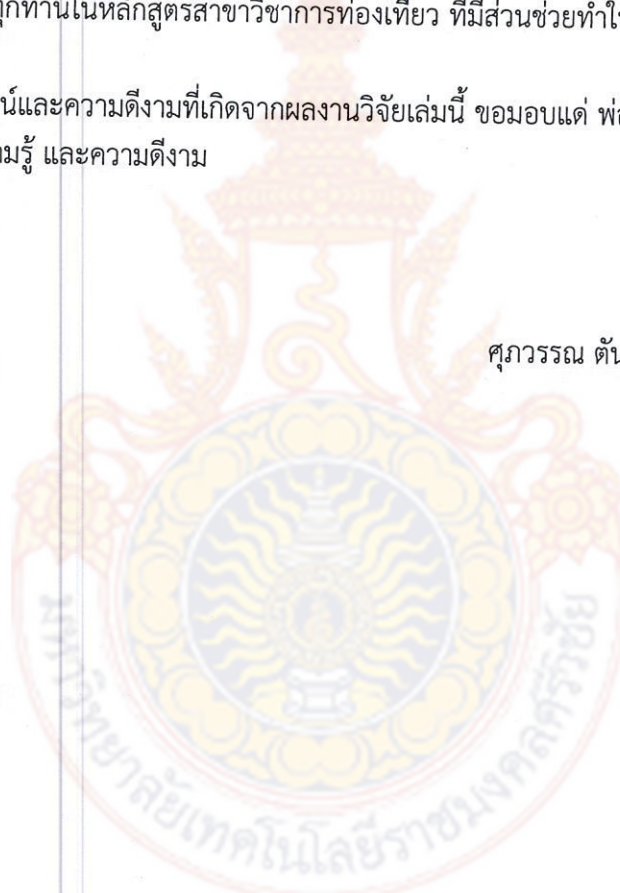 ทุกท่านในหลักสูตรสาขาวิชาการท่องเที่ยว ที่มีส่วนช่วยทำใ
น์และความดีงามที่เกิดจากผลงานวิจัยเล่มนี้ ขอมอบแด่ พ่
ามรู้ และความดีงาม
ศุภวรรณ ตัน
มหาวิทยาลัยเทคโนโลยีราชมงคลศรีวิชัย